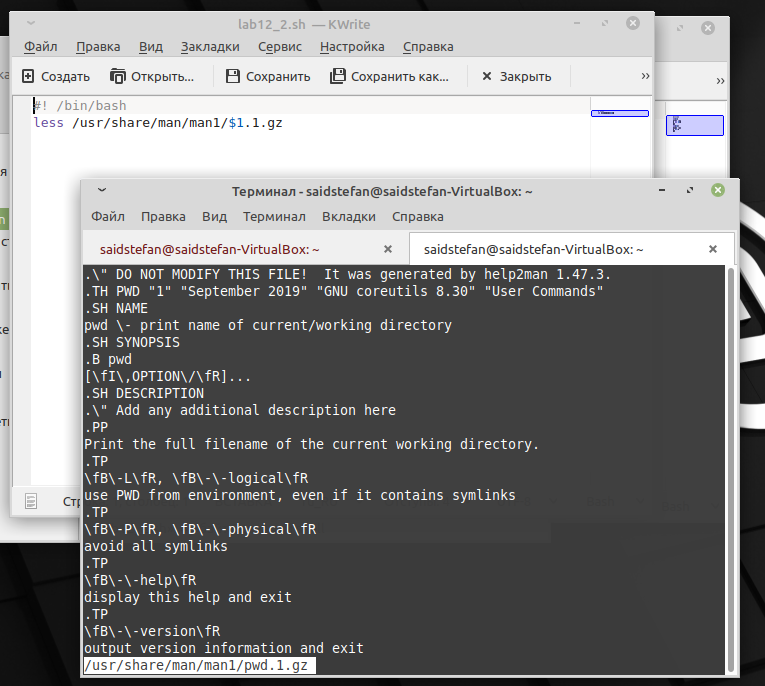 lab12_2.sh — KWrite
Файл Правка Вид Закладки Сервис Настройка Справка
Создать Открыть... Сохранить Сохранить как... Закрыть
#! /bin/bash
less /usr/share/man/man1/$1.1.gz
Терминал - saidstefan@saidstefan-VirtualBox: ~
Файл Правка Вид Терминал Вкладки Справка
saidstefan@saidstefan-VirtualBox: ~ saidstefan@saidstefan-VirtualBox: ~
.\" DO NOT MODIFY THIS FILE!  It was generated by help2man 1.47.3.
.TH PWD "1" "September 2019" "GNU coreutils 8.30" "User Commands"
.SH NAME
pwd \- print name of current/working directory
.SH SYNOPSIS
.B pwd
[\fI\,OPTION\/\fR]...
.SH DESCRIPTION
.\" Add any additional description here
.PP
Print the full filename of the current working directory.
.TP
\fB\-L\fR, \fB\-\-logical\fR
use PWD from environment, even if it contains symlinks
.TP
\fB\-P\fR, \fB\-\-physical\fR
avoid all symlinks
.TP
\fB\-\-help\fR
display this help and exit
.TP
\fB\-\-version\fR
output version information and exit
/usr/share/man/man1/pwd.1.gz